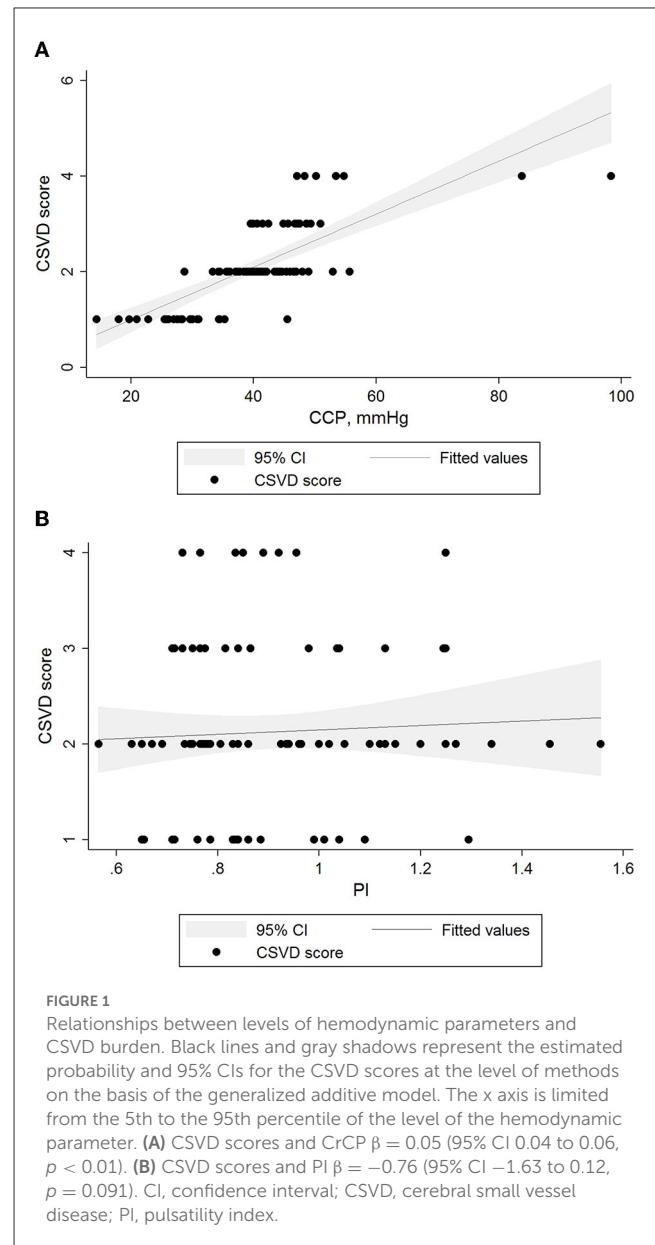 A
6
4
2
0
CSVD score
20 40 60 80 100
CCP, mmHg
95% CI Fitted values
CSVD score
B
4
3
2
1
CSVD score
.6 .8 1 1.2 1.4 1.6
PI
95% CI Fitted values
CSVD score
FIGURE 1
Relationships between levels of hemodynamic parameters and
CSVD burden. Black lines and gray shadows represent the estimated
probability and 95% CIs for the CSVD scores at the level of methods
on the basis of the generalized additive model. The x axis is limited
from the 5th to the 95th percentile of the level of the hemodynamic
parameter. (A) CSVD scores and CrCP β = 0.05 (95% CI 0.04 to 0.06,
p < 0.01). (B) CSVD scores and PI β = −0.76 (95% CI −1.63 to 0.12,
p = 0.091). CI, confidence interval; CSVD, cerebral small vessel
disease; PI, pulsatility index.